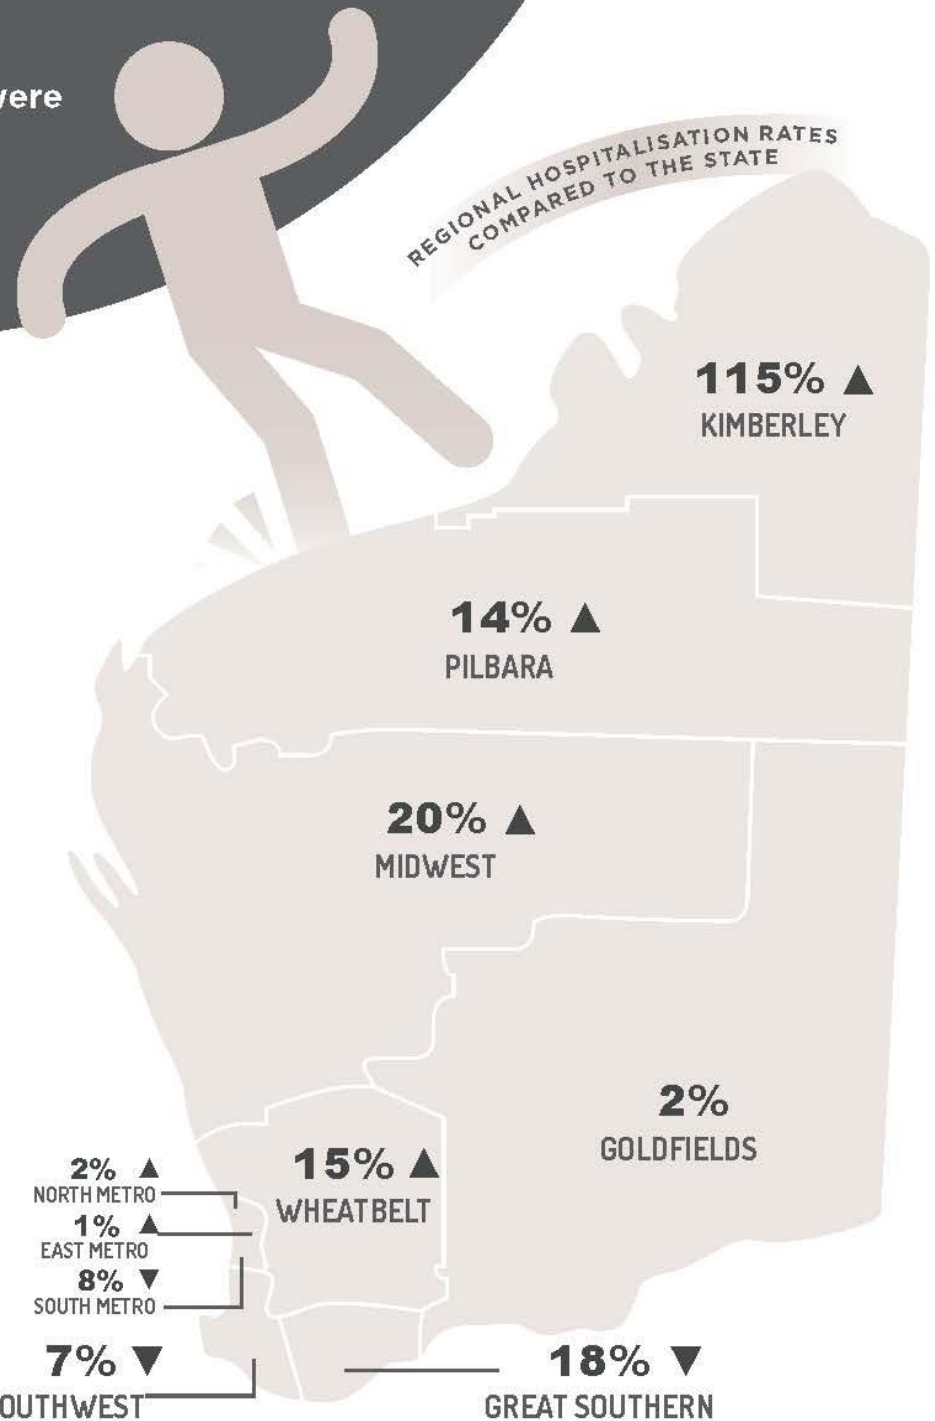 vere
REGIONAL HOSPITALISATION RATES
COMPARED TO THE STATE
115% ▲
KIMBERLEY
14% ▲
PILBARA
20% ▲
MIDWEST
2%
GOLDFIELDS
15% ▲
WHEATBELT
2% ▲
NORTH METRO
1% ▲
EAST METRO
8% ▼
SOUTH METRO
7% ▼
OUTHWEST
18% ▼
GREAT SOUTHERN